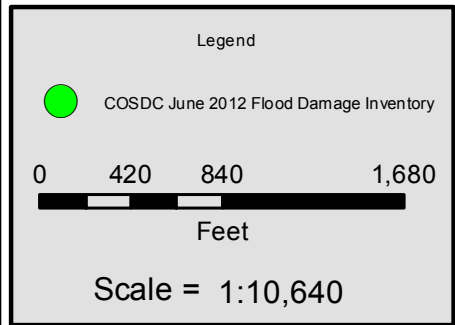 Legend
COSDC June 2012 Flood Damage Inventory
0 420 840 1,680
Feet
Scale = 1:10,640